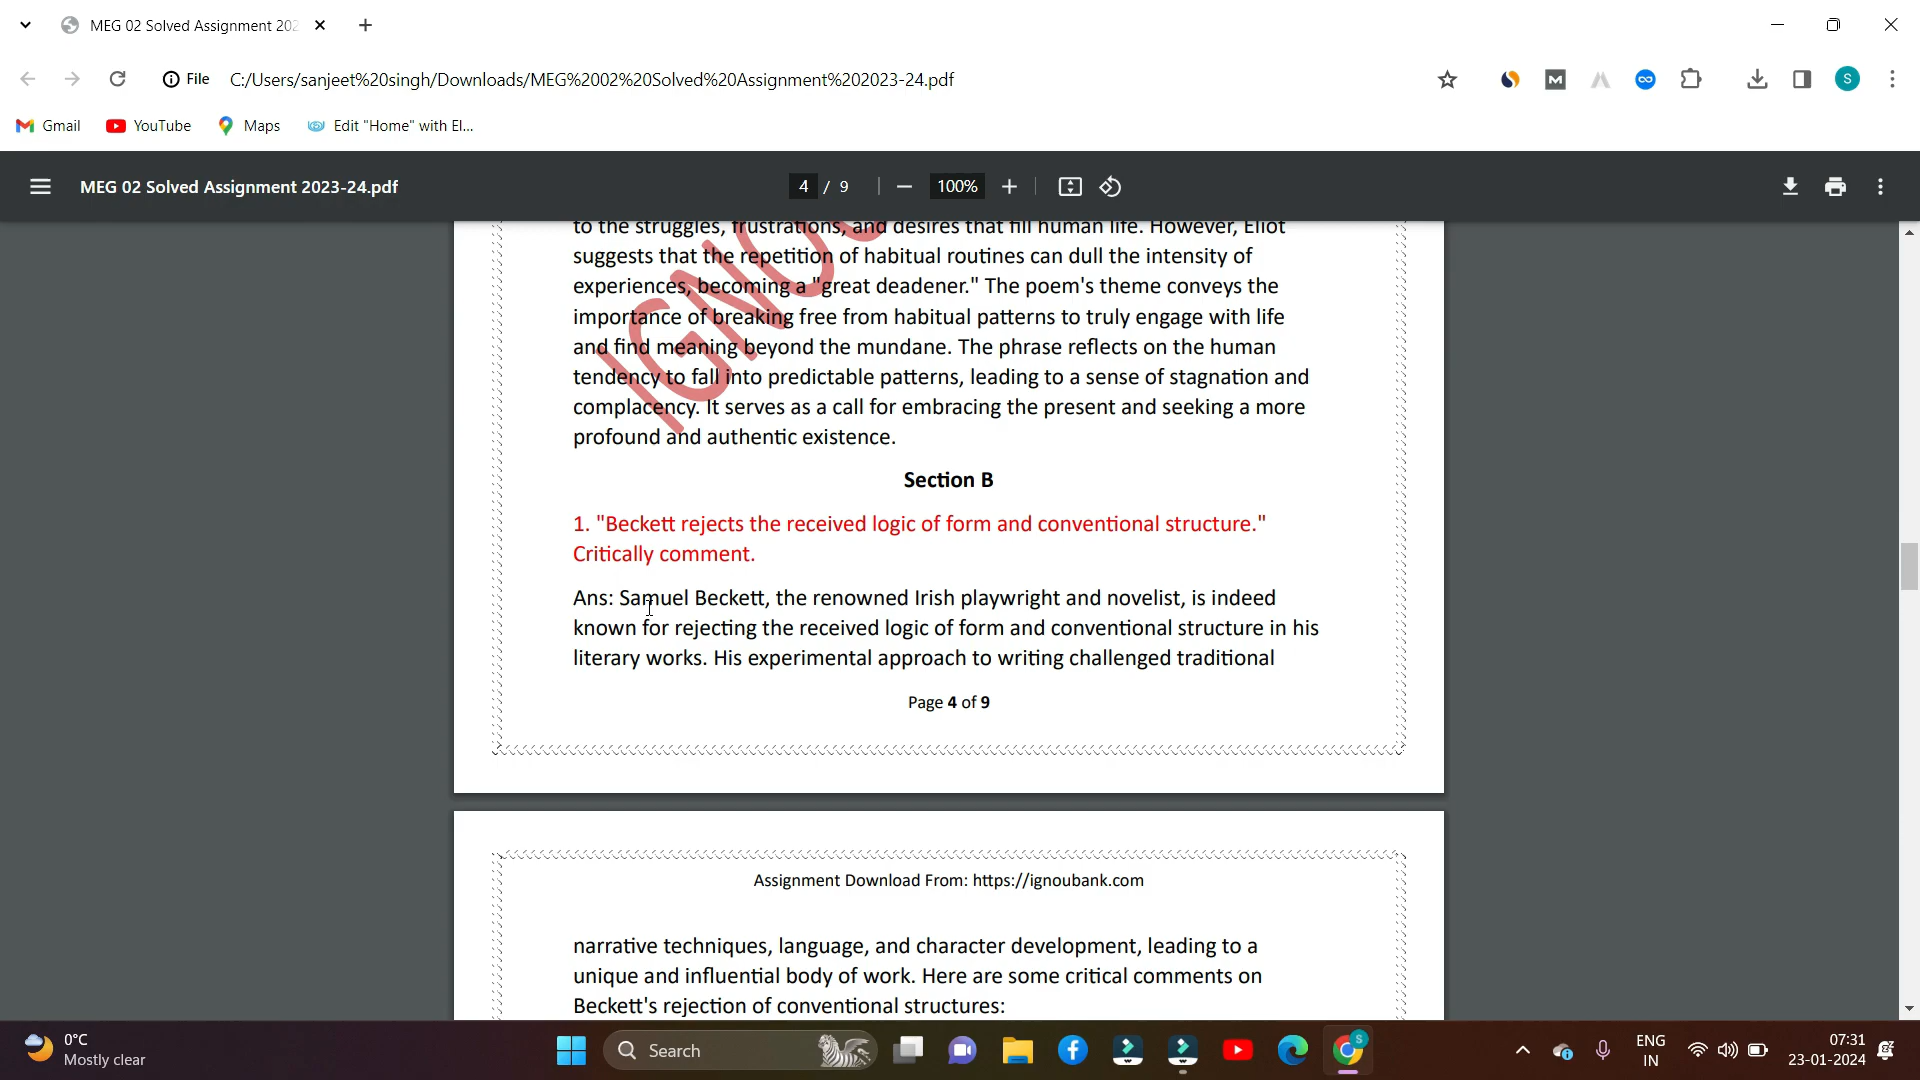 MEG 02 Solved Assignment 202
File C:/Users/sanjeet%20singh/Downloads/MEG%2002%20Solved%20Assignment%202023-24.pdf
S
Gmail YouTube Maps Edit "Home" with El...
MEG 02 Solved Assignment 2023-24.pdf 4 / 9 100%
to the struggles, frustrations, and desires that fill human life. However, Eliot
suggests that the repetition of habitual routines can dull the intensity of
experiences, becoming a "great deadener." The poem's theme conveys the
importance of breaking free from habitual patterns to truly engage with life
and find meaning beyond the mundane. The phrase reflects on the human
tendency to fall into predictable patterns, leading to a sense of stagnation and
complacency. It serves as a call for embracing the present and seeking a more
profound and authentic existence.
IGNOU
Section B
1. "Beckett rejects the received logic of form and conventional structure."
Critically comment.
Ans: Samuel Beckett, the renowned Irish playwright and novelist, is indeed
known for rejecting the received logic of form and conventional structure in his
literary works. His experimental approach to writing challenged traditional
Page 4 of 9
Assignment Download From: https://ignoubank.com
narrative techniques, language, and character development, leading to a
unique and influential body of work. Here are some critical comments on
Beckett's rejection of conventional structures:
0°C
Mostly clear
Search
ENG
IN
07:31
23-01-2024